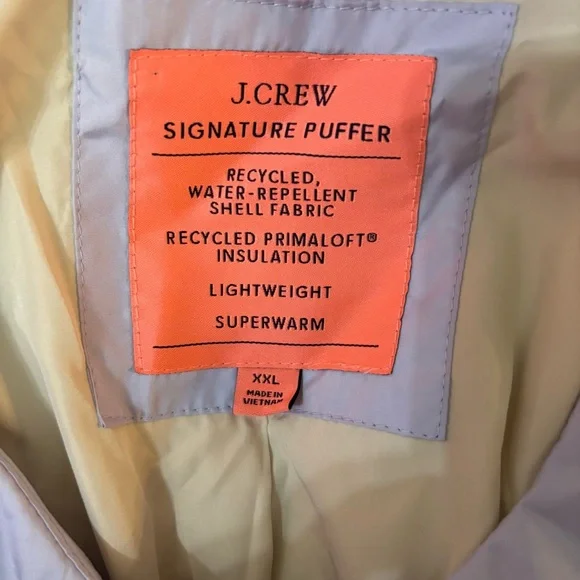 J.CREW
SIGNATURE PUFFER
RECYCLED,
WATER-REPELLENT
SHELL FABRIC
RECYCLED PRIMALOFT®
INSULATION
LIGHTWEIGHT
SUPERWARM
XXL
MADE IN
VIETNAM